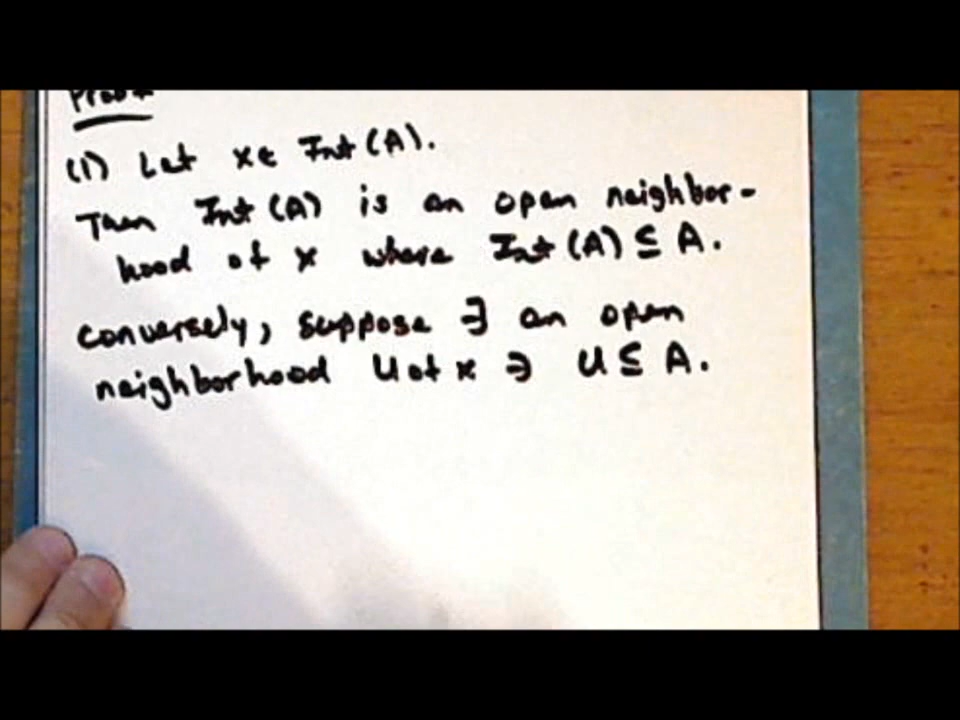 Proof
(1) Let x ∈ Int (A).
Then Int (A) is an open neighbor-
hood of x where Int (A) ⊆ A.
Conversely, suppose ∃ an open
neighborhood U of x ∋ U ⊆ A.